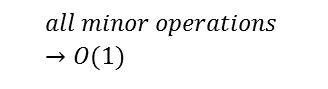 all minor operations
→ O(1)